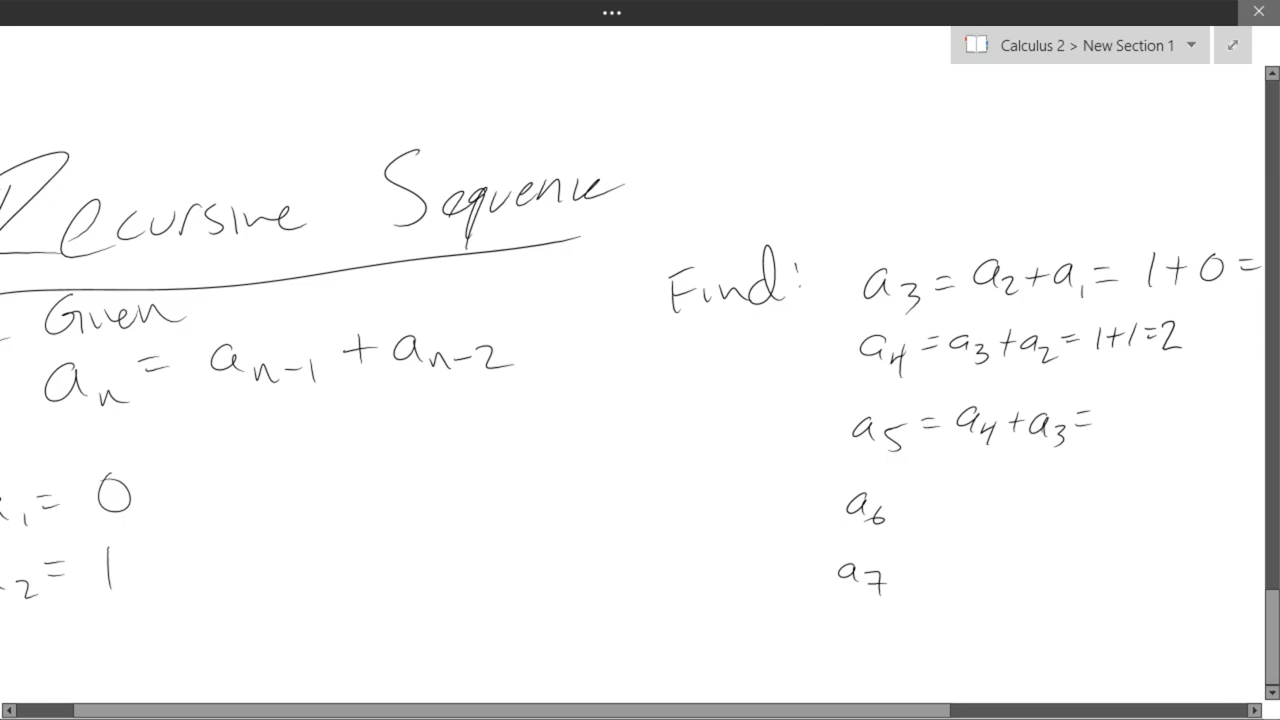 Calculus 2 > New Section 1
Recursive Sequence
Given
aₙ = aₙ₋₁ + aₙ₋₂
a₁ = 0
a₂ = 1
Find:
a₃ = a₂ + a₁ = 1 + 0 =
a₄ = a₃ + a₂ = 1 + 1 = 2
a₅ = a₄ + a₃ =
a₆
a₇